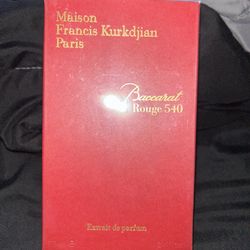 Maison
Francis Kurkdjian
Paris
Baccarat
Rouge 540
Extrait de parfum